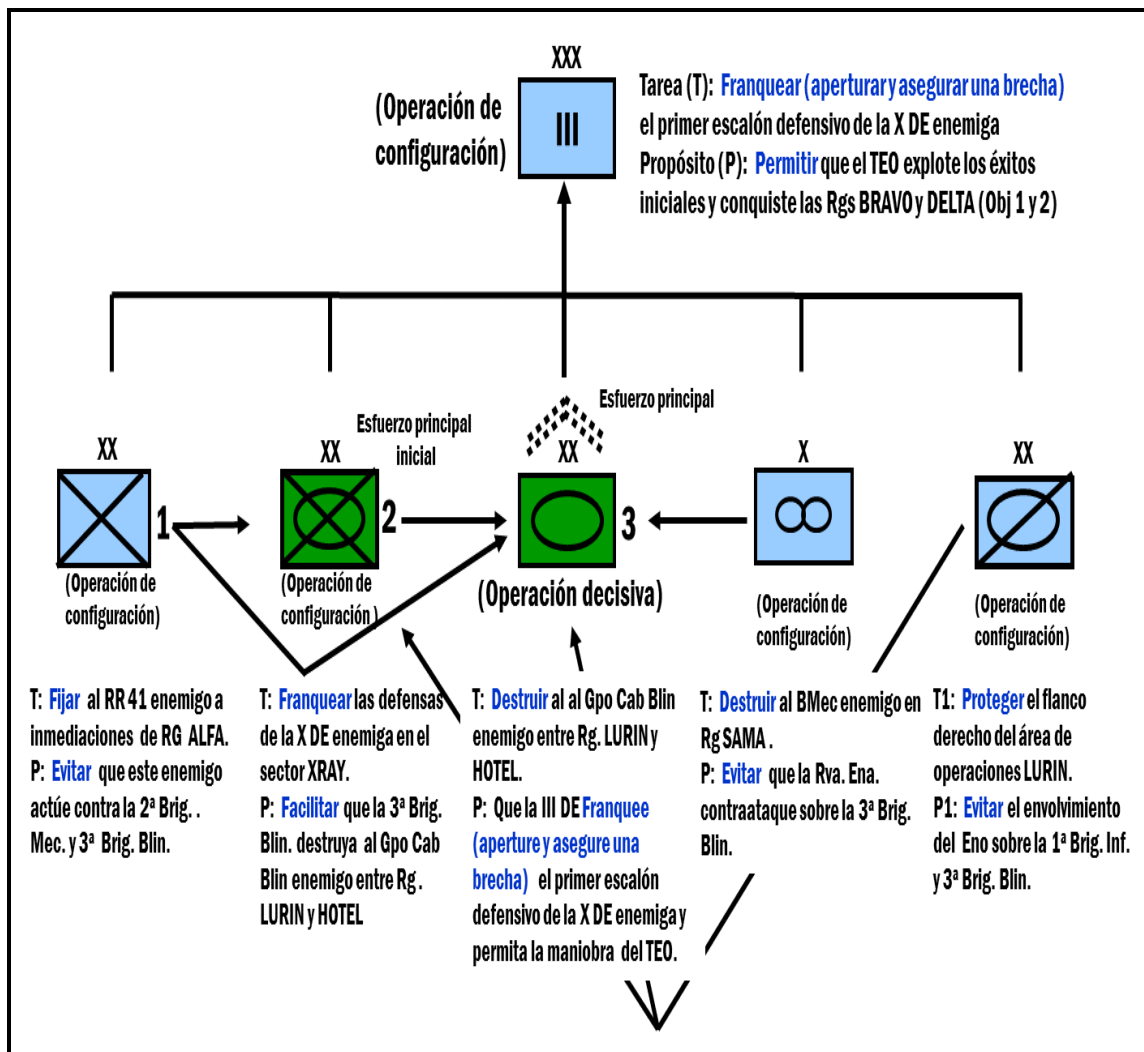 XXX
(Operación de
configuración)
III
Tarea (T): Franquear (aperturar y asegurar una brecha)
el primer escalón defensivo de la X DE enemiga
Propósito (P): Permitir que el TEO explote los éxitos
iniciales y conquiste las Rgs BRAVO y DELTA (Obj 1 y 2)
Esfuerzo principal
inicial
Esfuerzo principal
XX
1
(Operación de
configuración)
XX
2
(Operación de
configuración )
XX
3
(Operación decisiva)
X
(Operación de
configuración)
XX
(Operación de
configuración)
T: Fijar al RR 41 enemigo a
inmediaciones de RG ALFA.
P: Evitar que este enemigo
actúe contra la 2ª Brig. .
Mec. y 3ª Brig. Blin.
T: Franquear las defensas
de la X DE enemiga en el
sector XRAY.
P: Facilitar que la 3ª Brig.
Blin. destruya al Gpo Cab
Blin enemigo entre Rg .
LURIN y HOTEL
T: Destruir al al Gpo Cab Blin
enemigo entre Rg. LURIN y
HOTEL.
P: Que la III DE Franquee
(aperture y asegure una
brecha) el primer escalón
defensivo de la X DE enemiga y
permita la maniobra del TEO.
T: Destruir al BMec enemigo en
Rg SAMA .
P: Evitar que la Rva. Ena.
contraataque sobre la 3ª Brig.
Blin.
T1: Proteger el flanco
derecho del área de
operaciones LURIN.
P1: Evitar el envolvimiento
del Eno sobre la 1ª Brig. Inf.
y 3ª Brig. Blin.